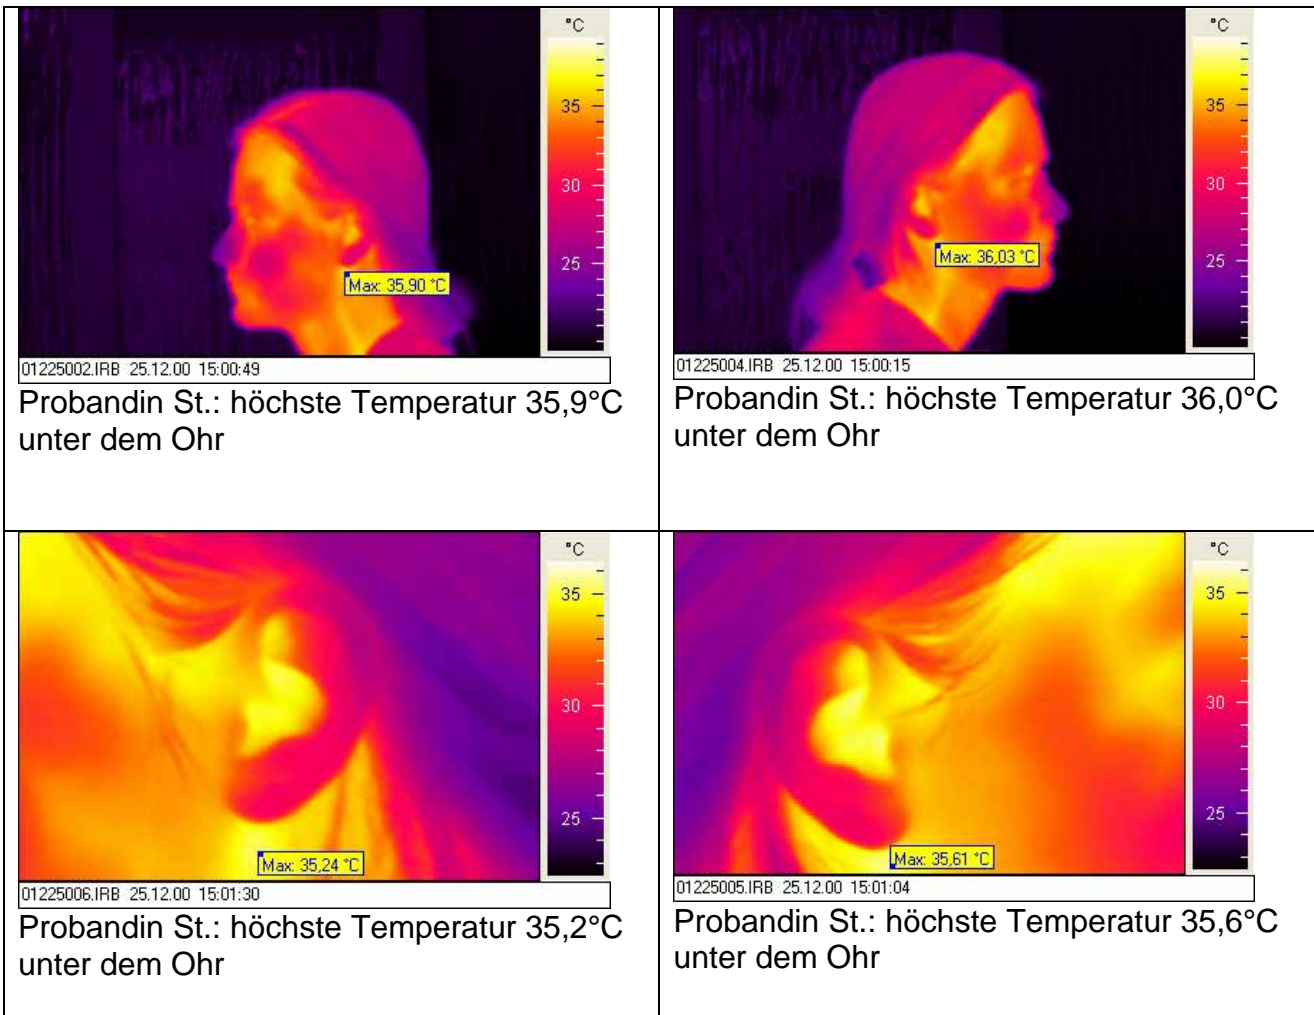 °C
35
30
25
Max: 35,90 °C
01225002.IRB 25.12.00 15:00:49
Probandin St.: höchste Temperatur 35,9°C
unter dem Ohr
°C
35
30
25
Max: 36,03 °C
01225004.IRB 25.12.00 15:00:15
Probandin St.: höchste Temperatur 36,0°C
unter dem Ohr
°C
35
30
25
Max: 35,24 °C
01225006.IRB 25.12.00 15:01:30
Probandin St.: höchste Temperatur 35,2°C
unter dem Ohr
°C
35
30
25
Max: 35,61 °C
01225005.IRB 25.12.00 15:01:04
Probandin St.: höchste Temperatur 35,6°C
unter dem Ohr